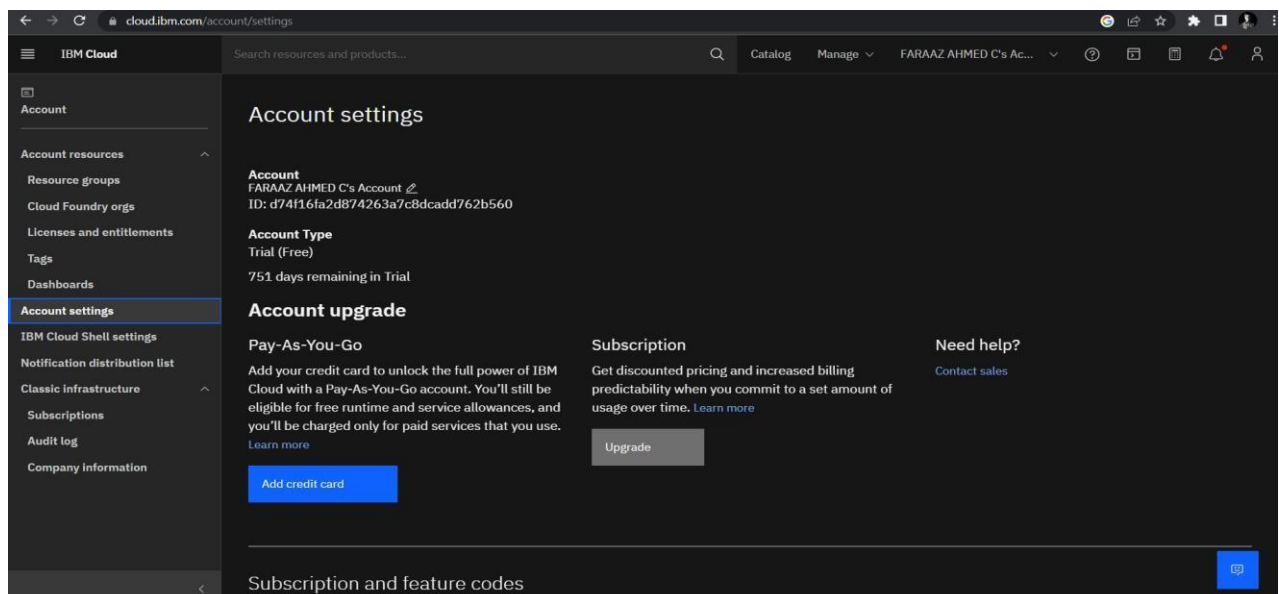 cloud.ibm.com/account/settings
IBM Cloud
Search resources and products...
Catalog
Manage
FARAAZ AHMED C's Ac...
Account
Account resources
Resource groups
Cloud Foundry orgs
Licenses and entitlements
Tags
Dashboards
Account settings
IBM Cloud Shell settings
Notification distribution list
Classic infrastructure
Subscriptions
Audit log
Company information
Account settings
Account
FARAAZ AHMED C's Account
ID: d74f16fa2d874263a7c8dcadd762b560
Account Type
Trial (Free)
751 days remaining in Trial
Account upgrade
Pay-As-You-Go
Add your credit card to unlock the full power of IBM
Cloud with a Pay-As-You-Go account. You'll still be
eligible for free runtime and service allowances, and
you'll be charged only for paid services that you use.
Learn more
Add credit card
Subscription
Get discounted pricing and increased billing
predictability when you commit to a set amount of
usage over time. Learn more
Upgrade
Need help?
Contact sales
Subscription and feature codes